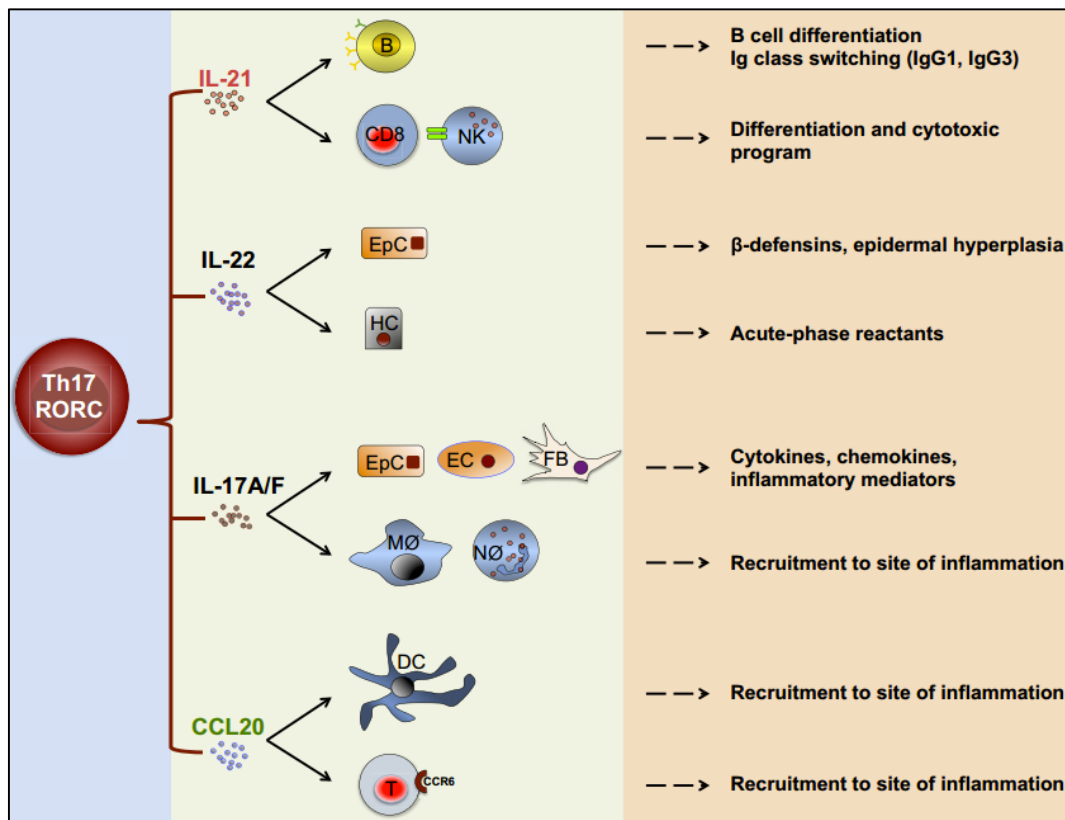 IL-21
B
B cell differentiation
Ig class switching (IgG1, IgG3)
CD8
NK
Differentiation and cytotoxic
program
IL-22
EpC
β-defensins, epidermal hyperplasia
HC
Acute-phase reactants
Th17
RORC
IL-17A/F
EpC
EC
FB
Cytokines, chemokines,
inflammatory mediators
MØ
NØ
Recruitment to site of inflammation
CCL20
DC
Recruitment to site of inflammation
T
CCR6
Recruitment to site of inflammation